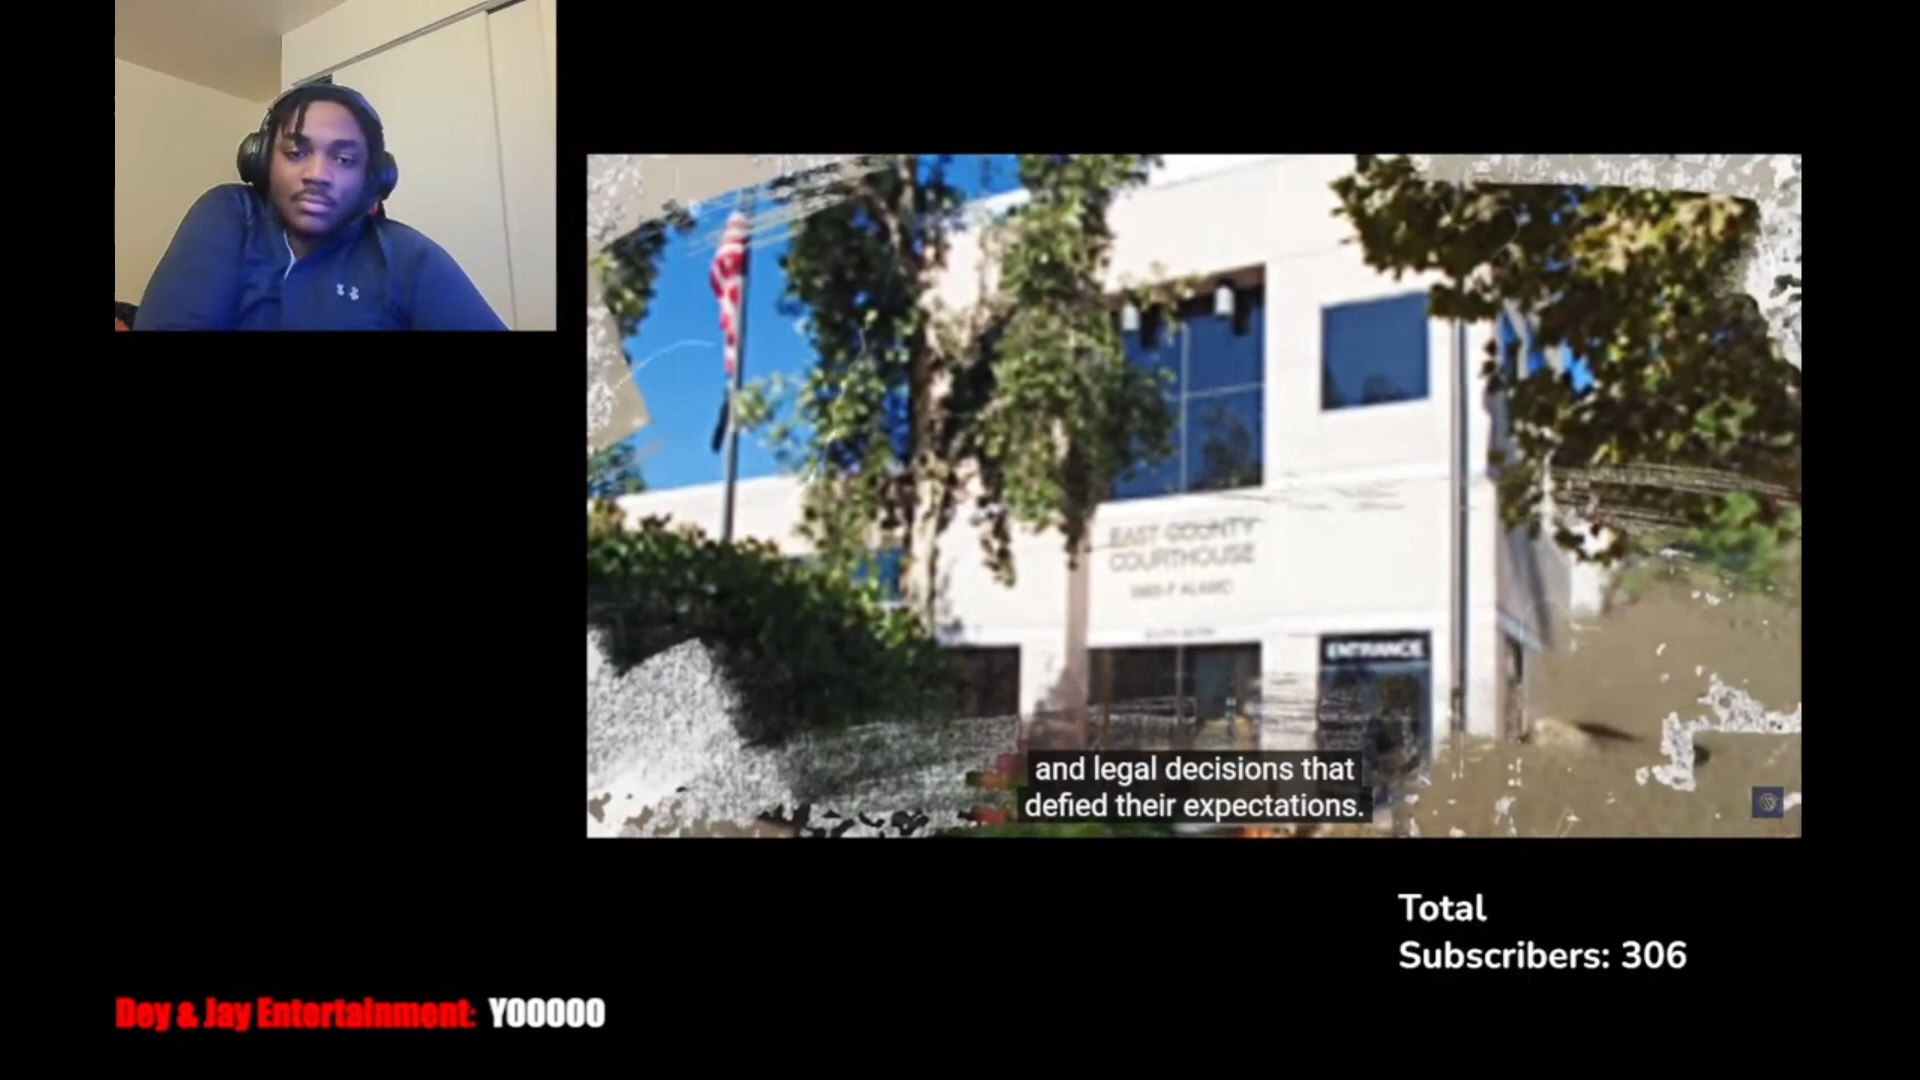 EAST COUNTY
COURTHOUSE
ENTRANCE
and legal decisions that
defied their expectations.
Total
Subscribers: 306
Dey & Jay Entertainment: YOOOOO